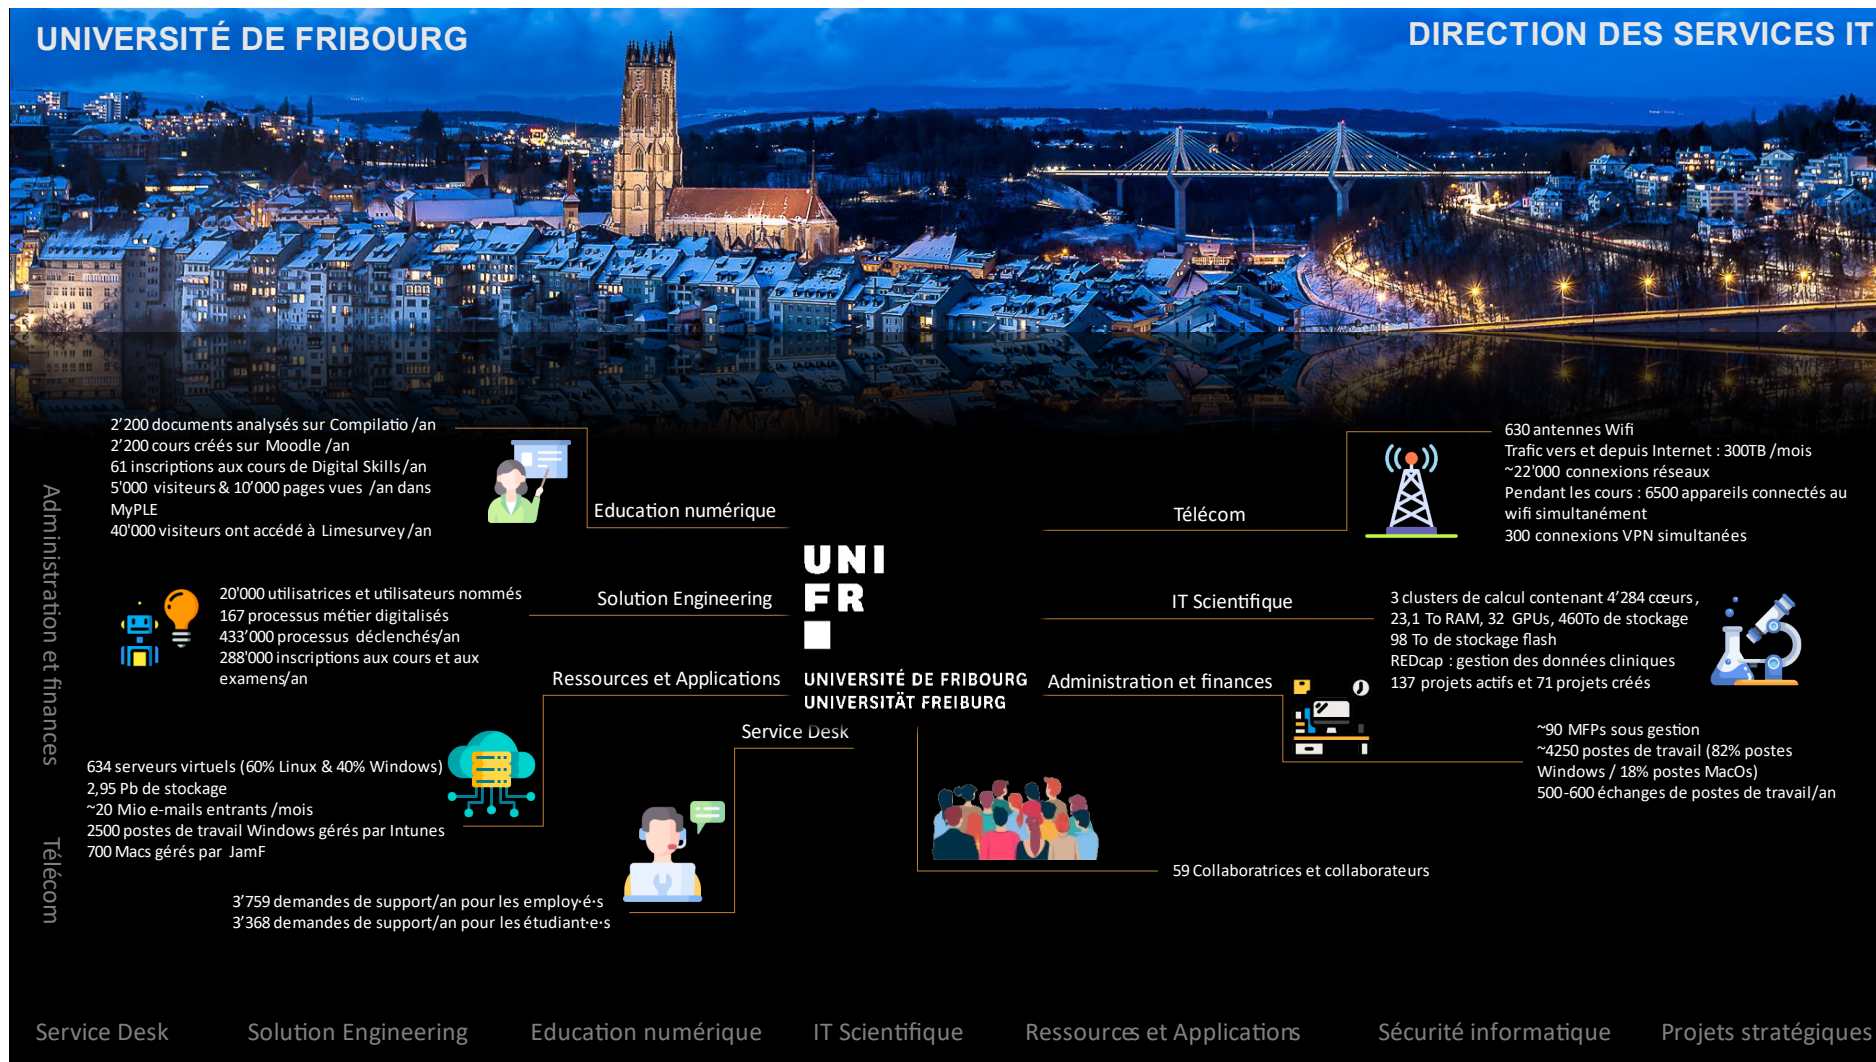 UNIVERSITÉ DE FRIBOURG
DIRECTION DES SERVICES IT
2’200 documents analysés sur Compilatio /an
2’200 cours créés sur Moodle /an
61 inscriptions aux cours de Digital Skills /an
5'000 visiteurs & 10’000 pages vues /an dans
MyPLE
40'000 visiteurs ont accédé à Limesurvey /an
Education numérique
Télécom
630 antennes Wifi
Trafic vers et depuis Internet : 300TB /mois
~22'000 connexions réseaux
Pendant les cours : 6500 appareils connectés au
wifi simultanément
300 connexions VPN simultanées
Administration et finances
Télécom
20'000 utilisatrices et utilisateurs nommés
167 processus métier digitalisés
433’000 processus déclenchés/an
288'000 inscriptions aux cours et aux
examens/an
Solution Engineering
UNI
FR
UNIVERSITÉ DE FRIBOURG
UNIVERSITÄT FREIBURG
IT Scientifique
3 clusters de calcul contenant 4’284 cœurs,
23,1 To RAM, 32 GPUs, 460To de stockage
98 To de stockage flash
REDcap : gestion des données cliniques
137 projets actifs et 71 projets créés
Ressources et Applications
Administration et finances
Service Desk
634 serveurs virtuels (60% Linux & 40% Windows)
2,95 Pb de stockage
~20 Mio e-mails entrants /mois
2500 postes de travail Windows gérés par Intunes
700 Macs gérés par JamF
~90 MFPs sous gestion
~4250 postes de travail (82% postes
Windows / 18% postes MacOs)
500-600 échanges de postes de travail/an
59 Collaboratrices et collaborateurs
3’759 demandes de support/an pour les employ·é·s
3’368 demandes de support/an pour les étudiant·e·s
Service Desk
Solution Engineering
Education numérique
IT Scientifique
Ressources et Applications
Sécurité informatique
Projets stratégiques